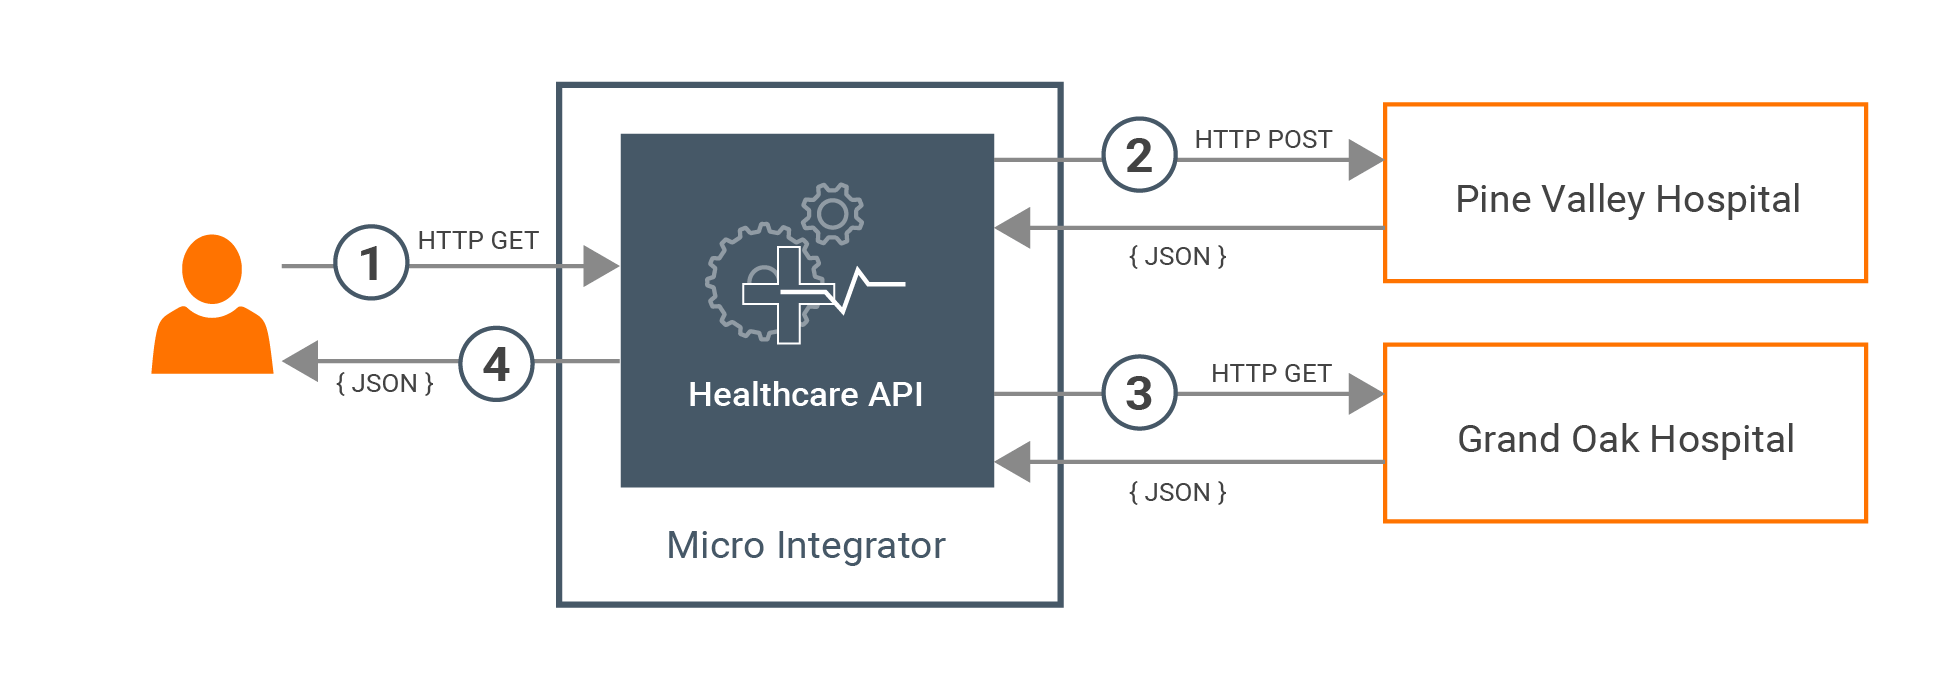 1
HTTP GET
4
{ JSON }
Healthcare API
Micro Integrator
2
HTTP POST
{ JSON }
Pine Valley Hospital
3
HTTP GET
{ JSON }
Grand Oak Hospital